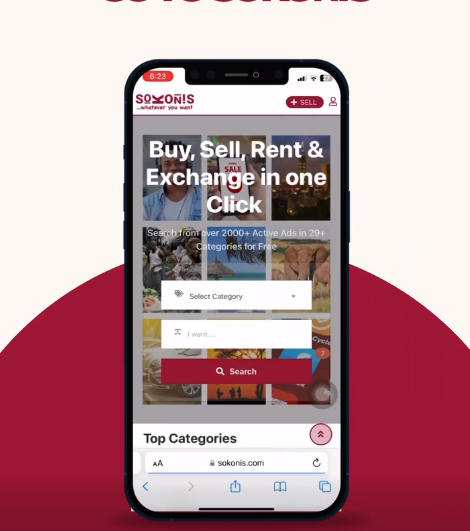 6:23
SOKONIS
...whatever you want
+ SELL
SALE
Buy, Sell, Rent &
Exchange in one
Click
Search from over 2000+ Active Ads in 29+
Categories for Free
Select Category
I want....
Search
Top Categories
AA
sokonis.com